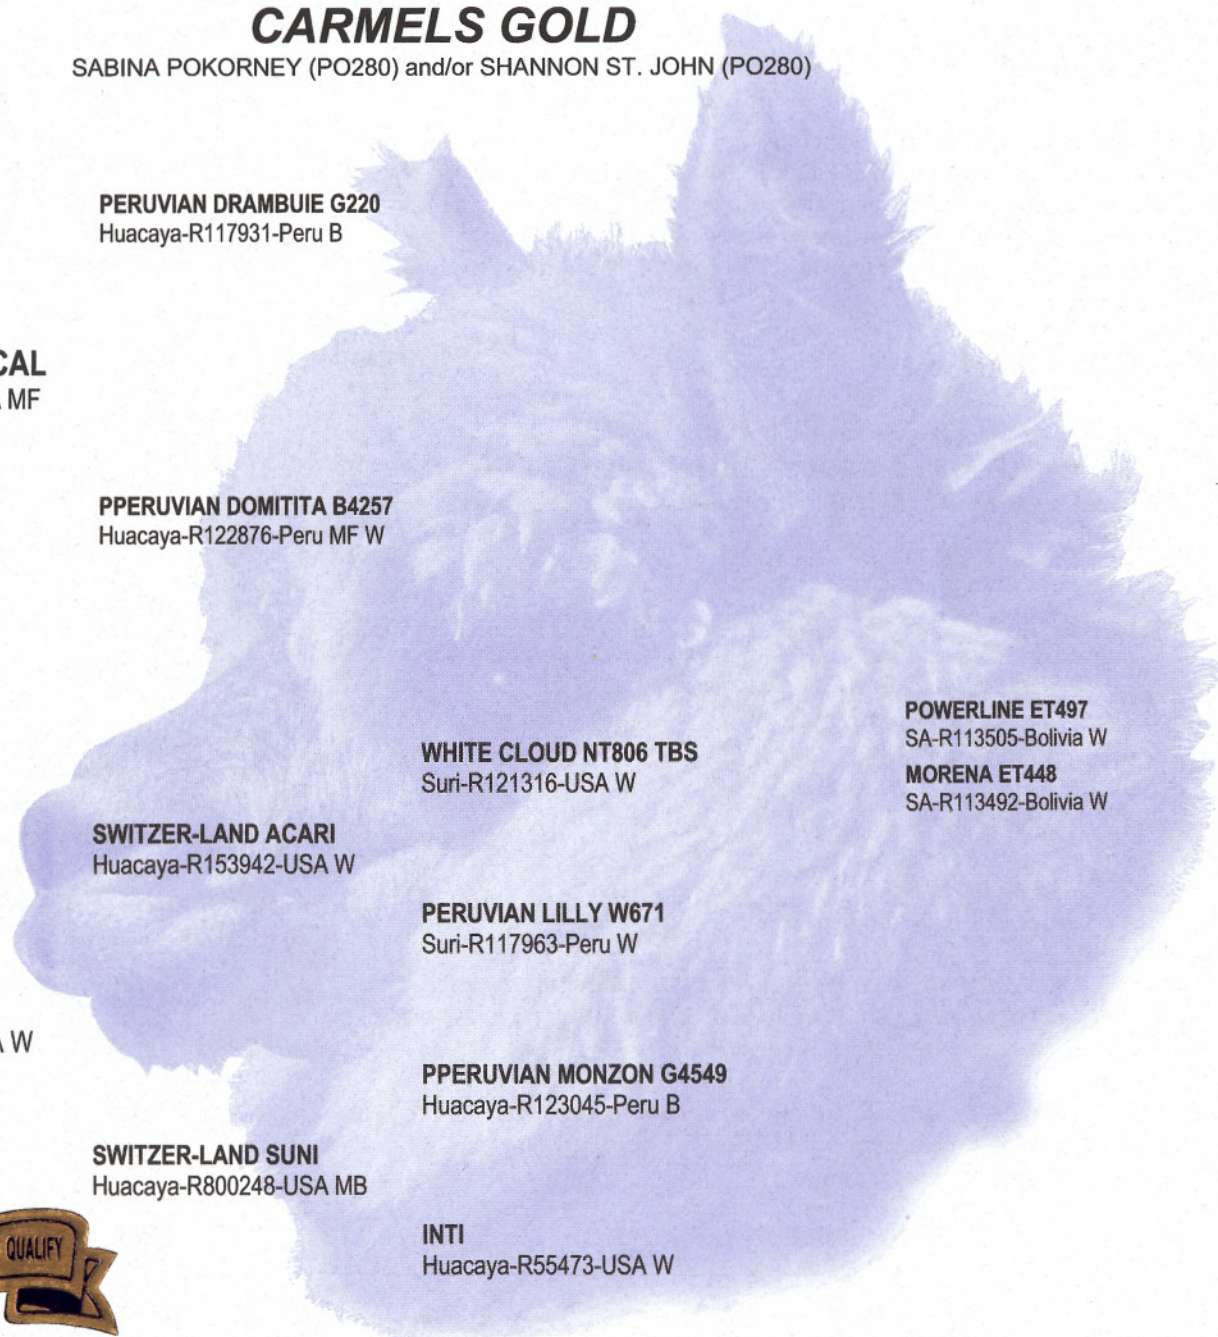 CARMELS GOLD
SABINA POKORNEY (PO280) and/or SHANNON ST. JOHN (PO280)
PERUVIAN DRAMBUIE G220
Huacaya-R117931-Peru B
CAL
MF
PPERUVIAN DOMITITA B4257
Huacaya-R122876-Peru MF W
POWERLINE ET497
SA-R113505-Bolivia W
WHITE CLOUD NT806 TBS
Suri-R121316-USA W
MORENA ET448
SA-R113492-Bolivia W
SWITZER-LAND ACARI
Huacaya-R153942-USA W
PERUVIAN LILLY W671
Suri-R117963-Peru W
A W
PPERUVIAN MONZON G4549
Huacaya-R123045-Peru B
SWITZER-LAND SUNI
Huacaya-R800248-USA MB
QUALIFY
INTI
Huacaya-R55473-USA W